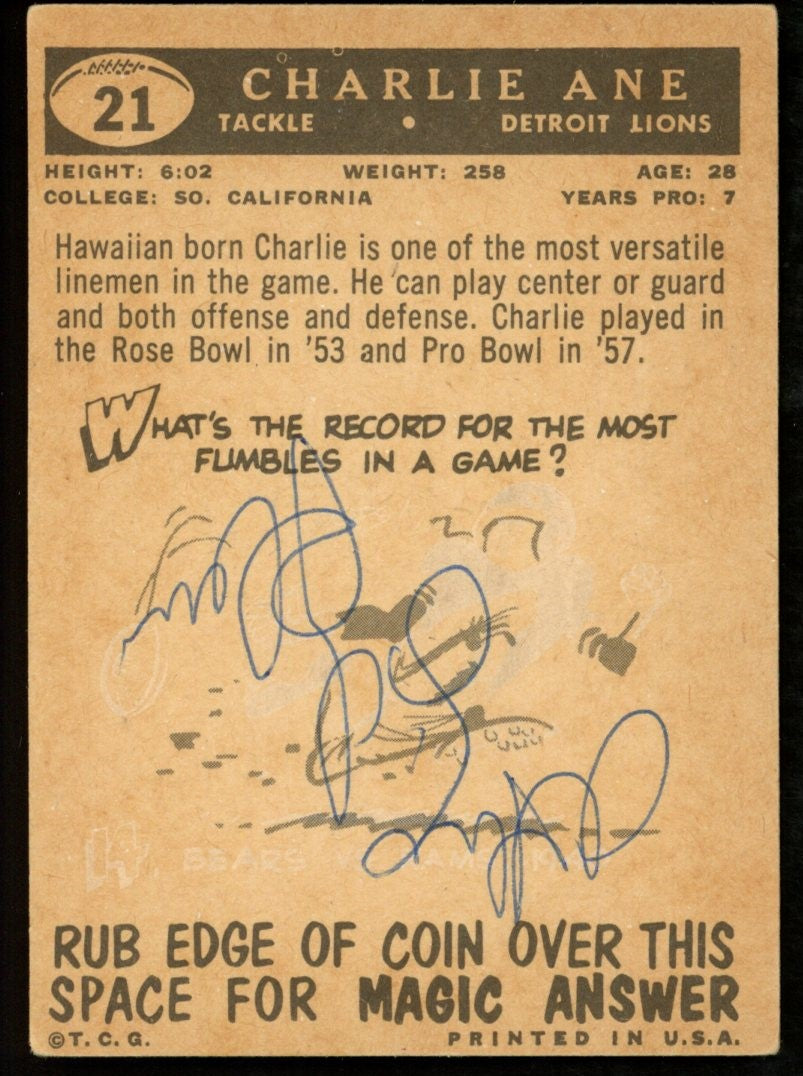 21
CHARLIE ANE
TACKLE • DETROIT LIONS
HEIGHT: 6:02 WEIGHT: 258 AGE: 28
COLLEGE: SO. CALIFORNIA YEARS PRO: 7
Hawaiian born Charlie is one of the most versatile
linemen in the game. He can play center or guard
and both offense and defense. Charlie played in
the Rose Bowl in '53 and Pro Bowl in '57.
WHAT'S THE RECORD FOR THE MOST
FUMBLES IN A GAME?
BEARS
RUB EDGE OF COIN OVER THIS
SPACE FOR MAGIC ANSWER
©T.C.G. PRINTED IN U.S.A.